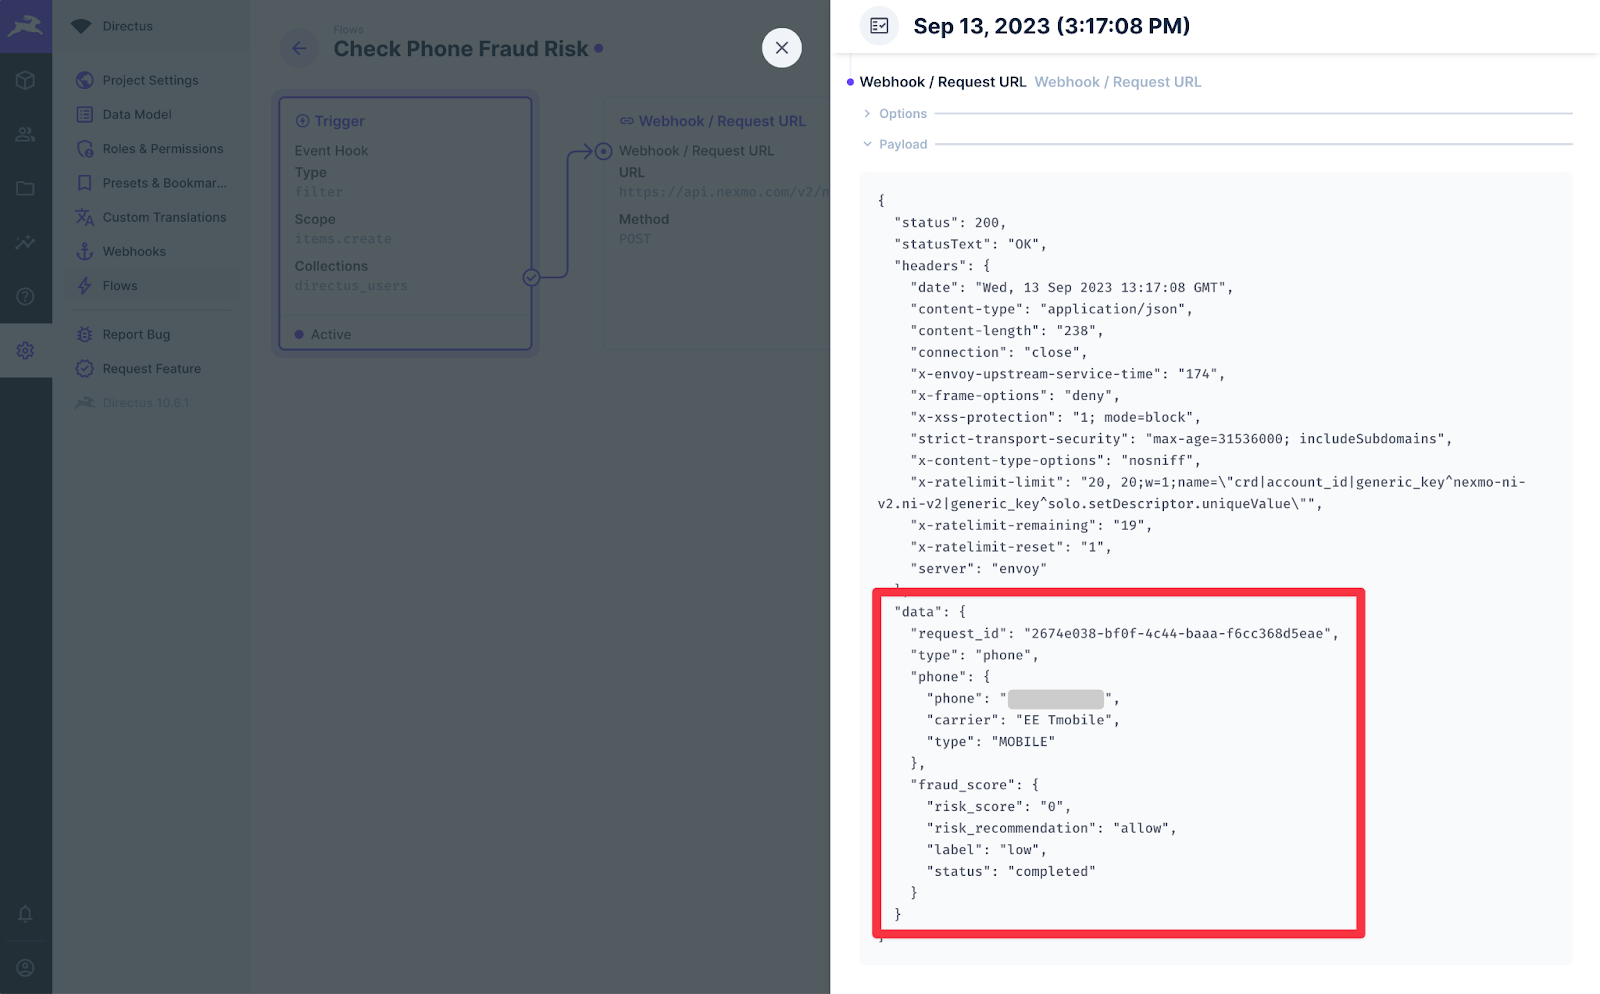 Directus
Project Settings
Data Model
Roles & Permissions
Presets & Bookmar...
Custom Translations
Webhooks
Flows
Report Bug
Request Feature
Directus 10.6.1
Flows
Check Phone Fraud Risk
Trigger
Event Hook
Type
filter
Scope
items.create
Collections
directus_users
Active
Webhook / Request URL
Webhook / Request URL
URL
https://api.nexmo.com/v2/n
Method
POST
Sep 13, 2023 (3:17:08 PM)
Webhook / Request URL Webhook / Request URL
Options
Payload
{
"status": 200,
"statusText": "OK",
"headers": {
"date": "Wed, 13 Sep 2023 13:17:08 GMT",
"content-type": "application/json",
"content-length": "238",
"connection": "close",
"x-envoy-upstream-service-time": "174",
"x-frame-options": "deny",
"x-xss-protection": "1; mode=block",
"strict-transport-security": "max-age=31536000; includeSubdomains",
"x-content-type-options": "nosniff",
"x-ratelimit-limit": "20, 20;w=1;name=\"crd|account_id|generic_key^nexmo-ni-
v2.ni-v2|generic_key^solo.setDescriptor.uniqueValue\"",
"x-ratelimit-remaining": "19",
"x-ratelimit-reset": "1",
"server": "envoy"
"data": {
"request_id": "2674e038-bf0f-4c44-baaa-f6cc368d5eae",
"type": "phone",
"phone": {
"phone": "",
"carrier": "EE Tmobile",
"type": "MOBILE"
},
"fraud_score": {
"risk_score": "0",
"risk_recommendation": "allow",
"label": "low",
"status": "completed"
}
}